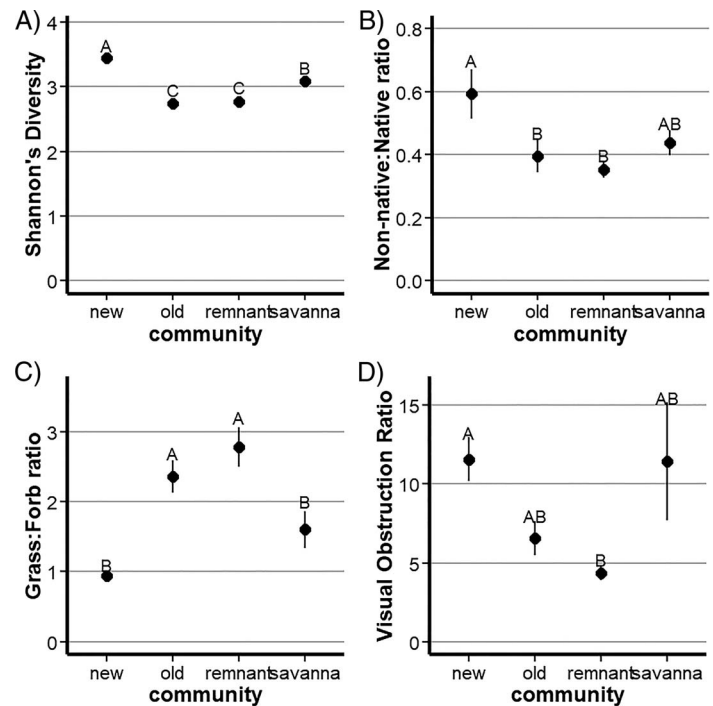 A)
Shannon's Diversity
4
3
2
1
0
A
C
C
B
new old remnant savanna
community
B)
Non-native:Native ratio
0.8
0.6
0.4
0.2
0.0
A
B
B
AB
new old remnant savanna
community
C)
Grass:Forb ratio
3
2
1
0
B
A
A
B
new old remnant savanna
community
D)
Visual Obstruction Ratio
15
10
5
0
A
AB
B
AB
new old remnant savanna
community